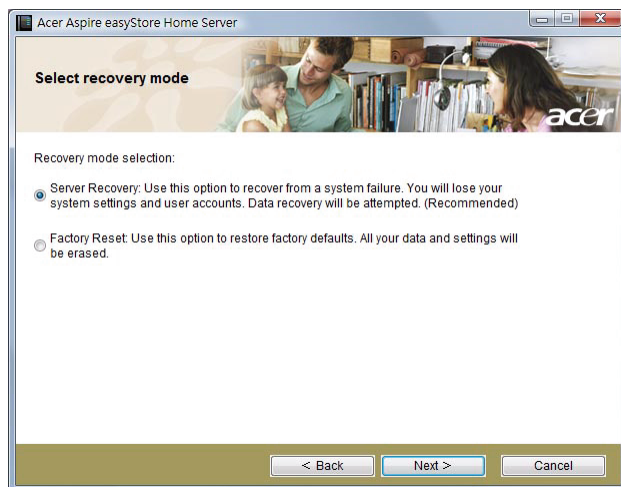 Acer Aspire easyStore Home Server
Select recovery mode
acer
Recovery mode selection:
Server Recovery: Use this option to recover from a system failure. You will lose your
system settings and user accounts. Data recovery will be attempted. (Recommended)
Factory Reset: Use this option to restore factory defaults. All your data and settings will
be erased.
< Back Next > Cancel